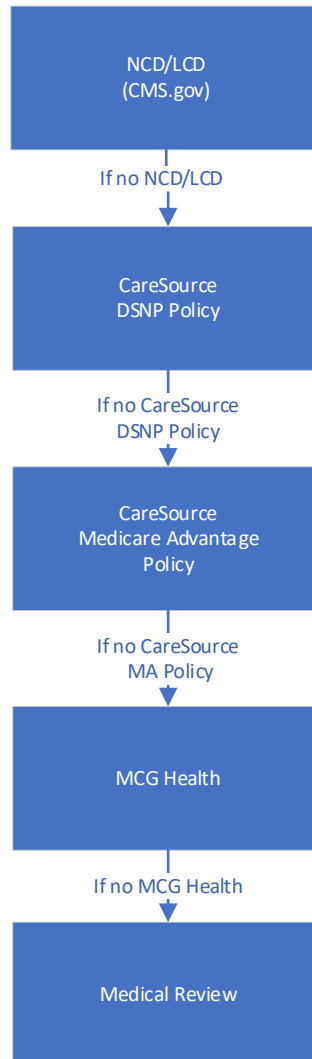 NCD/LCD
(CMS.gov)
If no NCD/LCD
CareSource
DSNP Policy
If no CareSource
DSNP Policy
CareSource
Medicare Advantage
Policy
If no CareSource
MA Policy
MCG Health
If no MCG Health
Medical Review